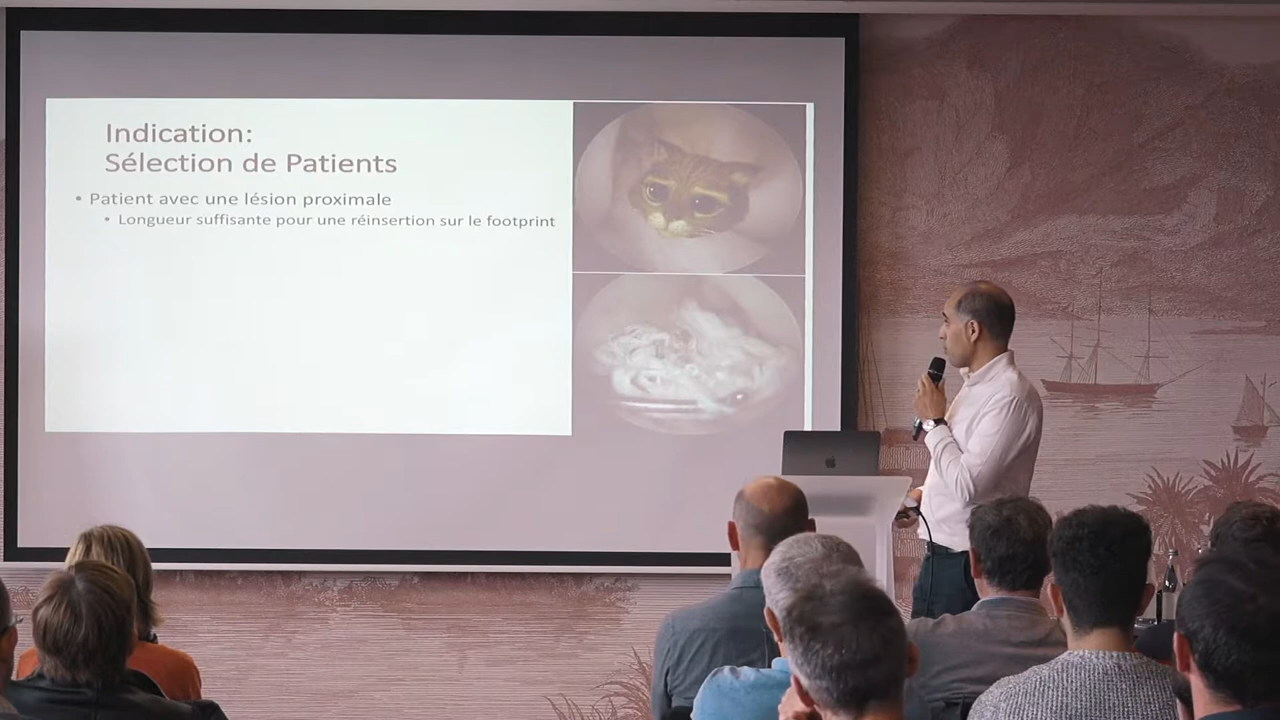 Indication:
Sélection de Patients
• Patient avec une lésion proximale
• Longueur suffisante pour une réinsertion sur le footprint